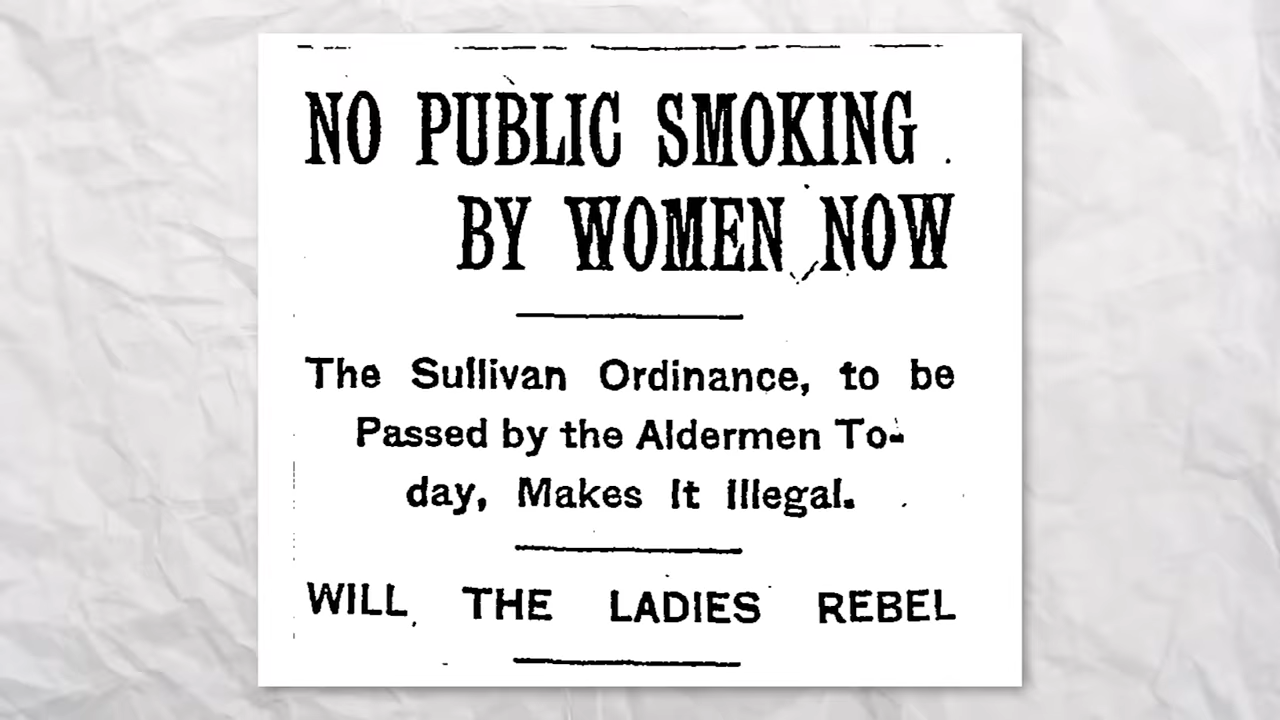 NO PUBLIC SMOKING
BY WOMEN NOW
The Sullivan Ordinance, to be
Passed by the Aldermen To-
day, Makes It Illegal.
WILL THE LADIES REBEL